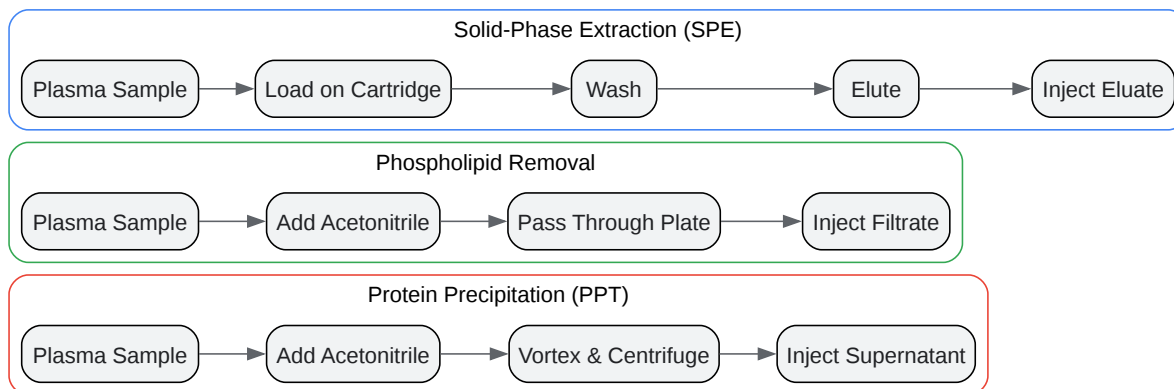 Solid-Phase Extraction (SPE)
Plasma Sample
Load on Cartridge
Wash
Elute
Inject Eluate
Phospholipid Removal
Plasma Sample
Add Acetonitrile
Pass Through Plate
Inject Filtrate
Protein Precipitation (PPT)
Plasma Sample
Add Acetonitrile
Vortex & Centrifuge
Inject Supernatant